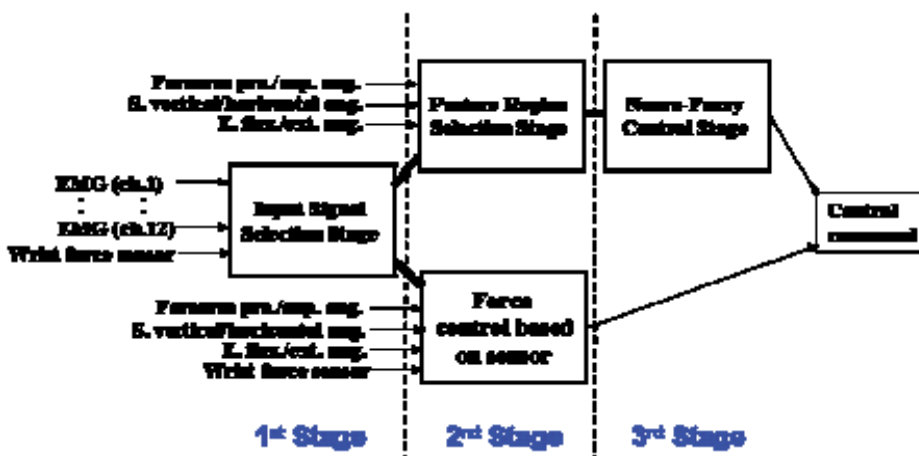 Forearm pro./sup. ang.
S. vertical/horizontal ang.
E. flex./ext. ang.
Posture Region
Selection Stage
Neuro-Fuzzy
Control Stage
EMG (ch.1)
EMG (ch.12)
Wrist force sensor
Input Signal
Selection Stage
Control
command
Forearm pro./sup. ang.
S. vertical/horizontal ang.
E. flex./ext. ang.
Wrist force sensor
Force
control based
on sensor
1st Stage
2nd Stage
3rd Stage